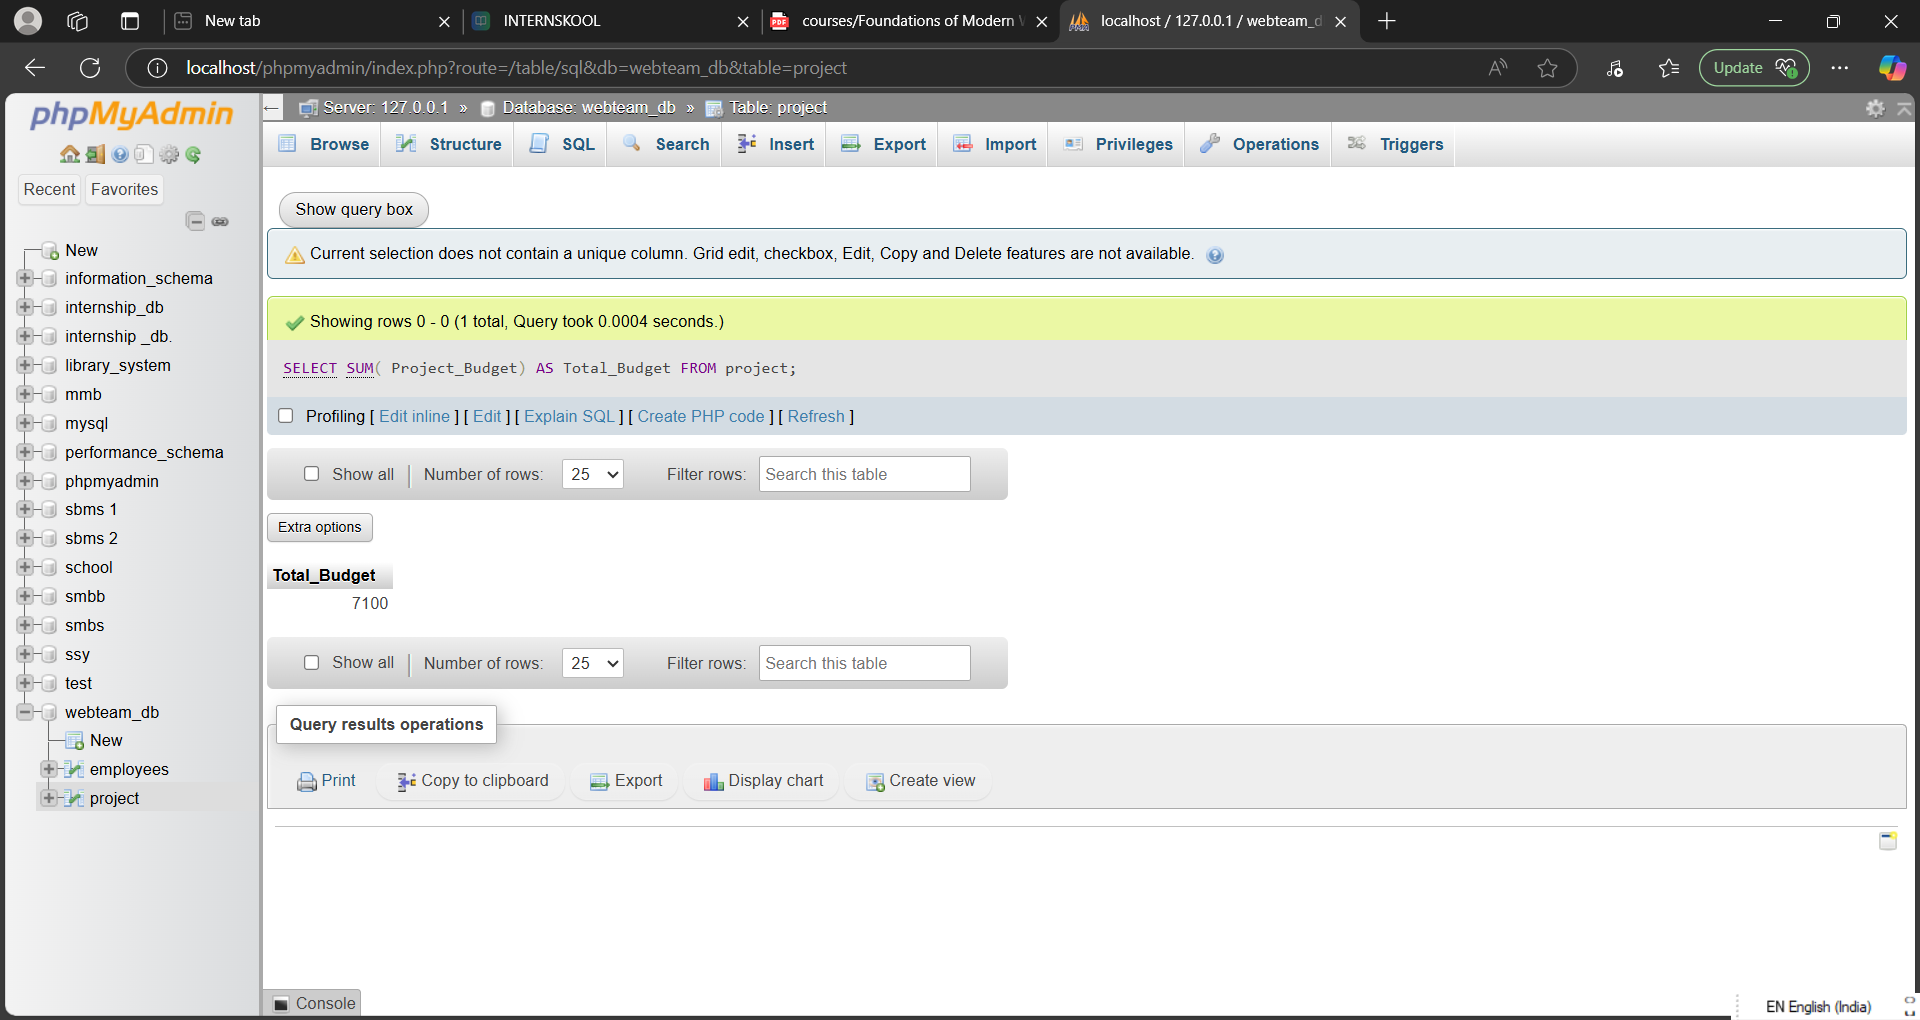 New tab
INTERNSKOOL
courses/Foundations of Modern
localhost / 127.0.0.1 / webteam_d
localhost/phpmyadmin/index.php?route=/table/sql&db=webteam_db&table=project
Update
phpMyAdmin
Recent
Favorites
New
information_schema
internship_db
internship _db.
library_system
mmb
mysql
performance_schema
phpmyadmin
sbms 1
sbms 2
school
smbb
smbs
ssy
test
webteam_db
New
employees
project
Server: 127.0.0.1 » Database: webteam_db » Table: project
Browse Structure SQL Search Insert Export Import Privileges Operations Triggers
Show query box
Current selection does not contain a unique column. Grid edit, checkbox, Edit, Copy and Delete features are not available.
Showing rows 0 - 0 (1 total, Query took 0.0004 seconds.)
SELECT SUM( Project_Budget) AS Total_Budget FROM project;
Profiling [ Edit inline ] [ Edit ] [ Explain SQL ] [ Create PHP code ] [ Refresh ]
Show all Number of rows: 25 Filter rows: Search this table
Extra options
Total_Budget
7100
Show all Number of rows: 25 Filter rows: Search this table
Query results operations
Print Copy to clipboard Export Display chart Create view
Console
EN English (India)